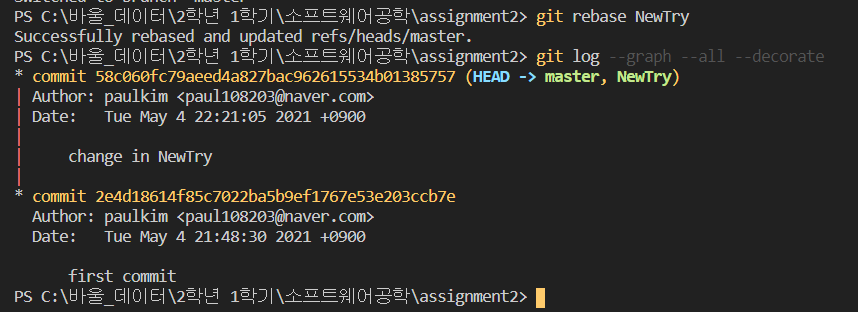 Switched to branch 'master'
PS C:\바울_데이터\2학년 1학기\소프트웨어공학\assignment2> git rebase NewTry
Successfully rebased and updated refs/heads/master.
PS C:\바울_데이터\2학년 1학기\소프트웨어공학\assignment2> git log --graph --all --decorate
* commit 58c060fc79aeed4a827bac962615534b01385757 (HEAD -> master, NewTry)
| Author: paulkim <paul108203@naver.com>
| Date:   Tue May 4 22:21:05 2021 +0900
|
|     change in NewTry
|
* commit 2e4d18614f85c7022ba5b9ef1767e53e203ccb7e
  Author: paulkim <paul108203@naver.com>
  Date:   Tue May 4 21:48:30 2021 +0900
      first commit
PS C:\바울_데이터\2학년 1학기\소프트웨어공학\assignment2>